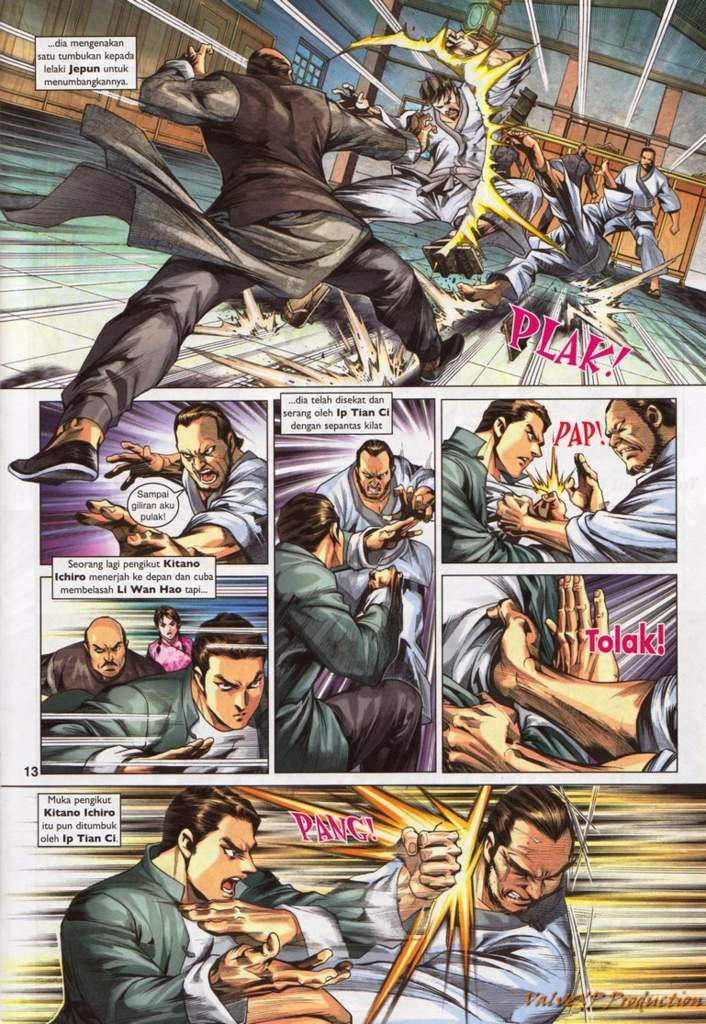 ...dia mengenakan
satu tumbukan kepada
lelaki Jepun untuk
menumbangkannya.
PLAK!
Sampai
giliran aku
pulak!
...dia telah disekat dan
serang oleh Ip Tian Ci
dengan sepantas kilat
PAP!
Seorang lagi pengikut Kitano
Ichiro menerjah ke depan dan cuba
membelasah Li Wan Hao tapi...
Tolak!
13
Muka pengikut
Kitano Ichiro
itu pun ditumbuk
oleh Ip Tian Ci.
PANG!
Production